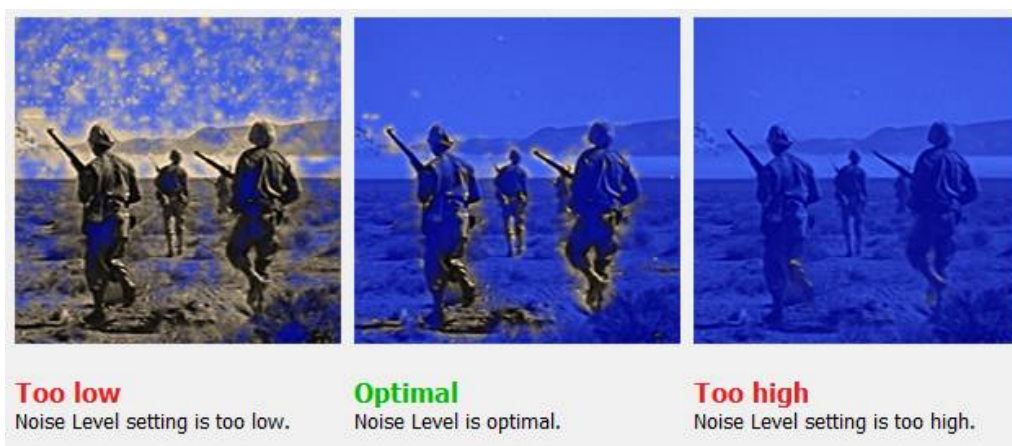 Too low
Noise Level setting is too low.
Optimal
Noise Level is optimal.
Too high
Noise Level setting is too high.